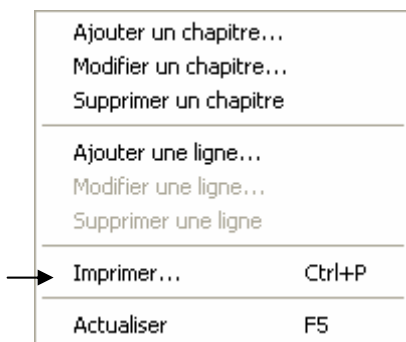 Ajouter un chapitre...
Modifier un chapitre...
Supprimer un chapitre
Ajouter une ligne...
Modifier une ligne...
Supprimer une ligne
Imprimer... Ctrl+P
Actualiser F5